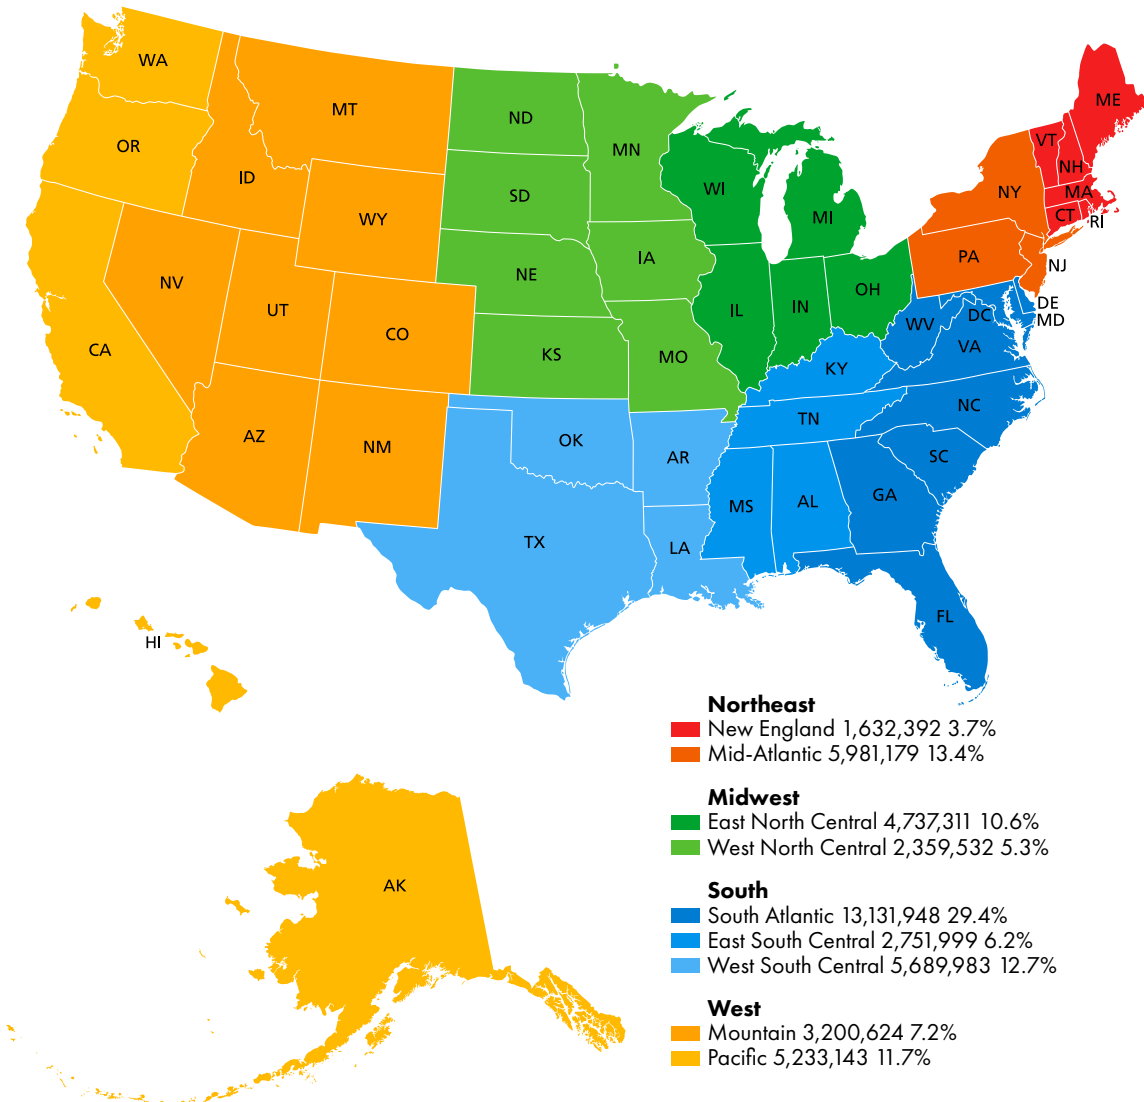 WA
OR
CA
NV
ID
MT
WY
UT
CO
AZ
NM
ND
SD
NE
KS
MN
IA
MO
WI
MI
IL
IN
OH
OK
TX
AR
LA
KY
TN
MS
AL
WV
DC
VA
NC
SC
GA
FL
DE
MD
NY
PA
NJ
ME
VT
NH
MA
CT
RI
HI
AK
Northeast
New England 1,632,392 3.7%
Mid-Atlantic 5,981,179 13.4%
Midwest
East North Central 4,737,311 10.6%
West North Central 2,359,532 5.3%
South
South Atlantic 13,131,948 29.4%
East South Central 2,751,999 6.2%
West South Central 5,689,983 12.7%
West
Mountain 3,200,624 7.2%
Pacific 5,233,143 11.7%